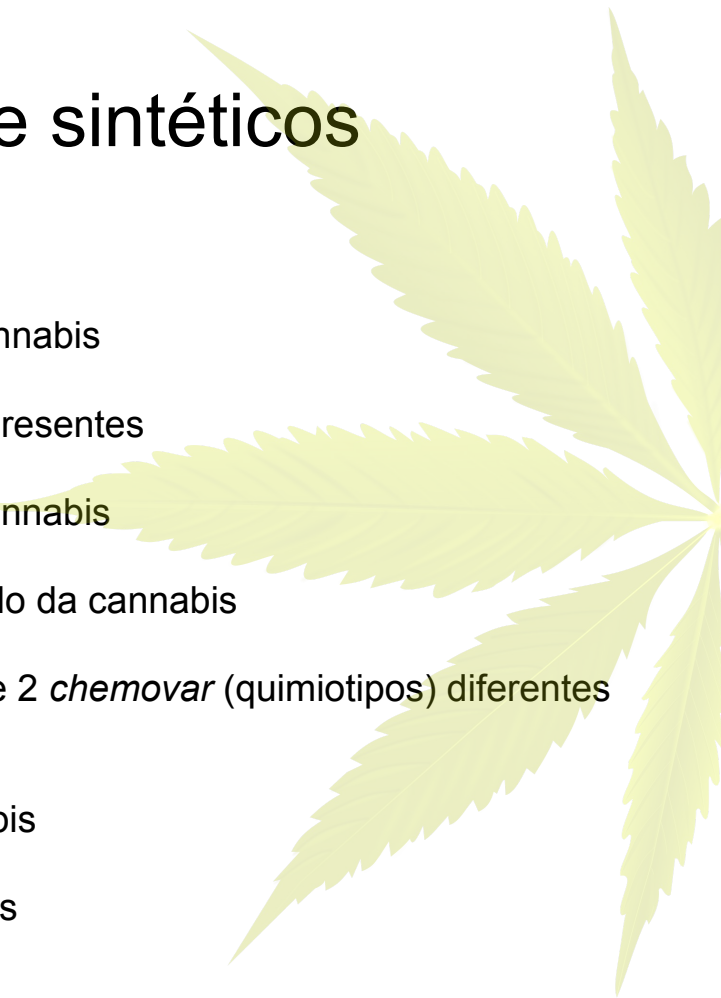 e sintéticos
nnabis
resentes
nnabis
lo da cannabis
e 2 chemovar (quimiotipos) diferentes
bis
s